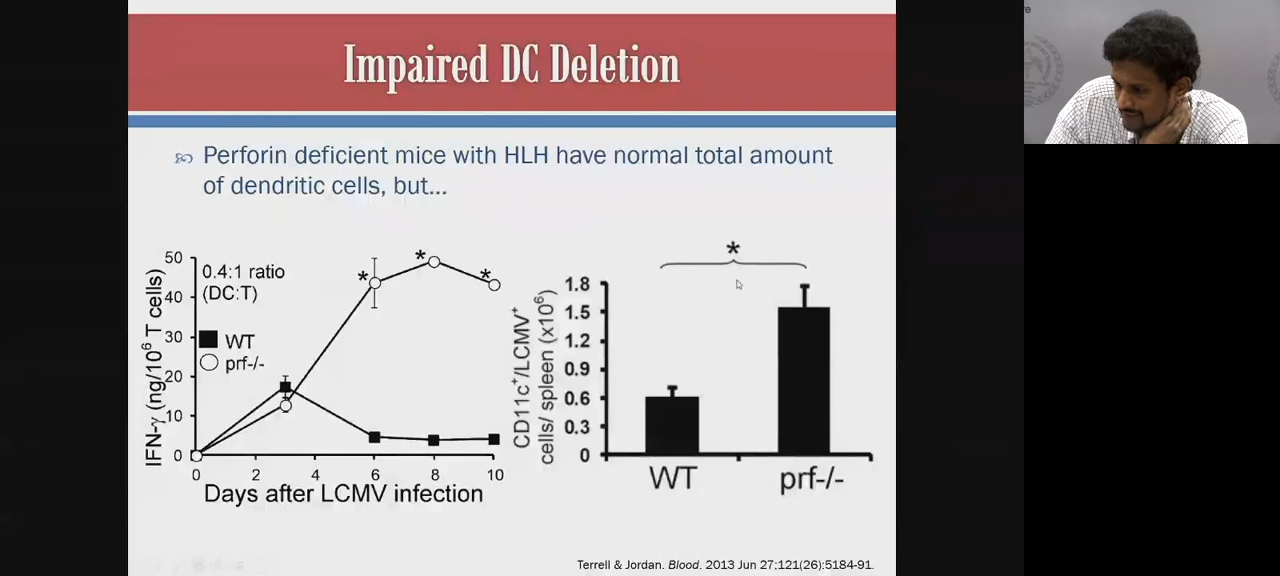 re
Impaired DC Deletion
Perforin deficient mice with HLH have normal total amount
of dendritic cells, but...
50
40
30
20
10
0
IFN-γ (ng/10⁶ T cells)
0.4:1 ratio
(DC:T)
WT
prf-/-
*
*
*
0 2 4 6 8 10
Days after LCMV infection
*
1.8
1.5
1.2
0.9
0.6
0.3
0
CD11c⁺/LCMV⁺
cells/ spleen (x10⁶)
WT prf-/-
Terrell & Jordan. Blood. 2013 Jun 27;121(26):5184-91.